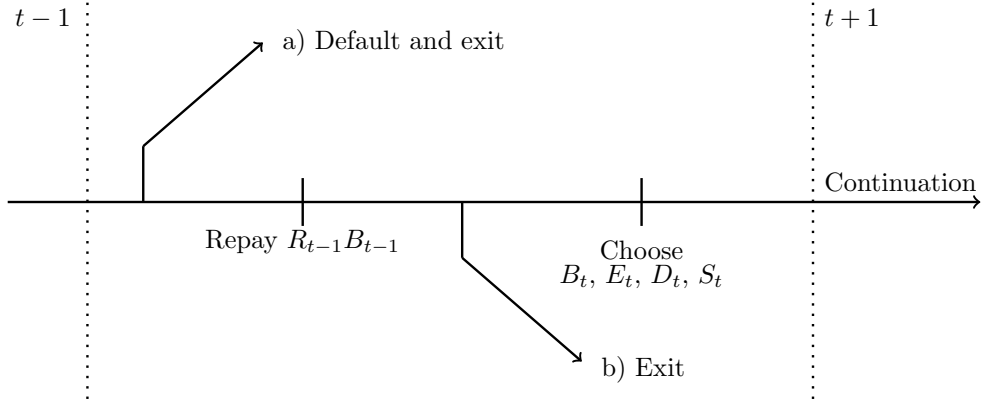 t − 1
t + 1
a) Default and exit
Continuation
Repay R_{t−1}B_{t−1}
Choose
B_t, E_t, D_t, S_t
b) Exit